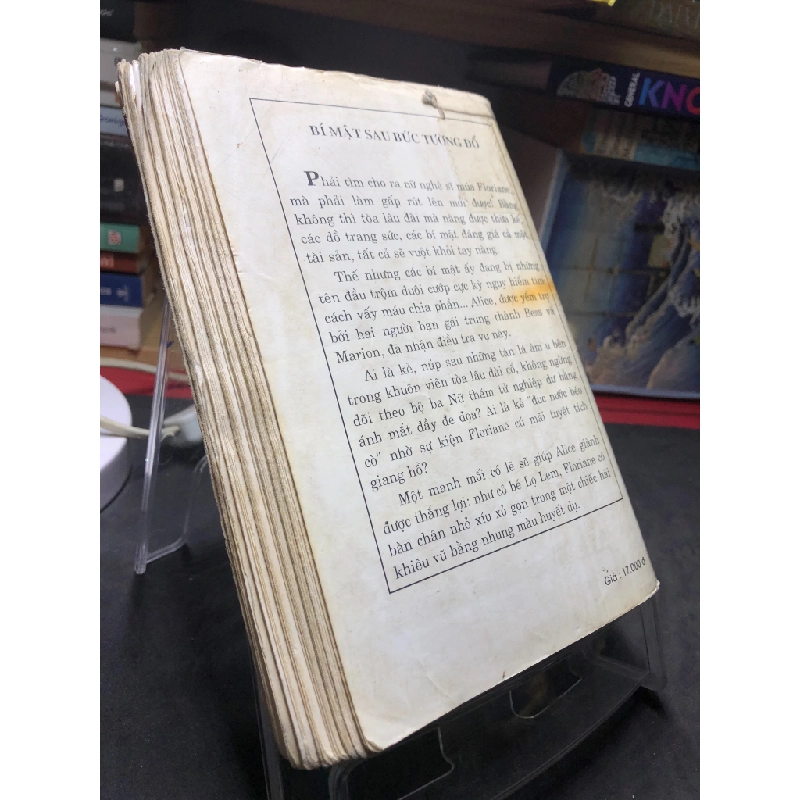 BÍ MẬT SAU BỨC TƯỜNG ĐỔ
Phải tìm cho ra nữ nghệ sĩ múa Floriane,
mà phải làm gấp rút lên mới được. Bằng
không thì tòa lâu đài mà nàng được thừa kế,
các đồ trang sức, các bí mật đáng giá cả một
tài sản, tất cả sẽ vuột khỏi tay nàng.
Thế nhưng các bí mật ấy đang bị những
tên đầu trộm đuôi cướp cực kỳ nguy hiểm tìm
cách vấy máu chia phần... Alice, được yểm trợ
bởi hai người bạn gái trung thành Bess và
Marion, đã nhận điều tra vụ này.
Ai là kẻ, núp sau những tàn lá âm u bên
trong khuôn viên tòa lâu đài cổ, không ngừng
dõi theo bộ ba Nữ thám tử nghiệp dư bằng
ánh mắt đầy đe dọa? Ai là kẻ "đục nước béo
cò" nhờ sự kiện Floriane cứ mãi tuyệt tích
giang hồ?
Một manh mối có lẽ sẽ giúp Alice giành
được thắng lợi: như cô bé Lọ Lem, Floriane có
bàn chân nhỏ xíu xỏ gọn trong một chiếc hài
khiêu vũ bằng nhung màu huyết dụ.
Giá : 17.000 đ
GENERAL
KNO